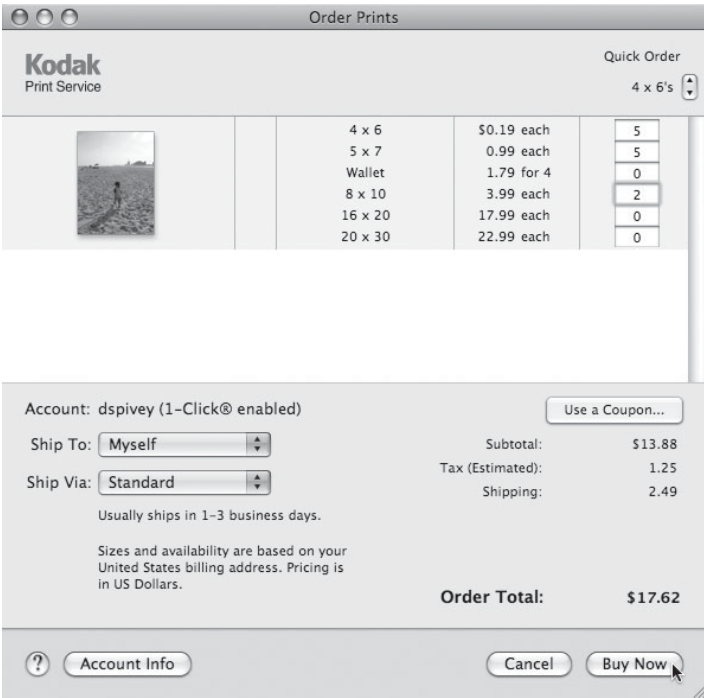 Order Prints
Kodak
Print Service
Quick Order
4 x 6's
4 x 6 $0.19 each 5
5 x 7 0.99 each 5
Wallet 1.79 for 4 0
8 x 10 3.99 each 2
16 x 20 17.99 each 0
20 x 30 22.99 each 0
Account: dspivey (1-Click® enabled)
Use a Coupon...
Ship To: Myself
Ship Via: Standard
Usually ships in 1-3 business days.
Sizes and availability are based on your
United States billing address. Pricing is
in US Dollars.
Subtotal: $13.88
Tax (Estimated): 1.25
Shipping: 2.49
Order Total: $17.62
? Account Info
Cancel
Buy Now